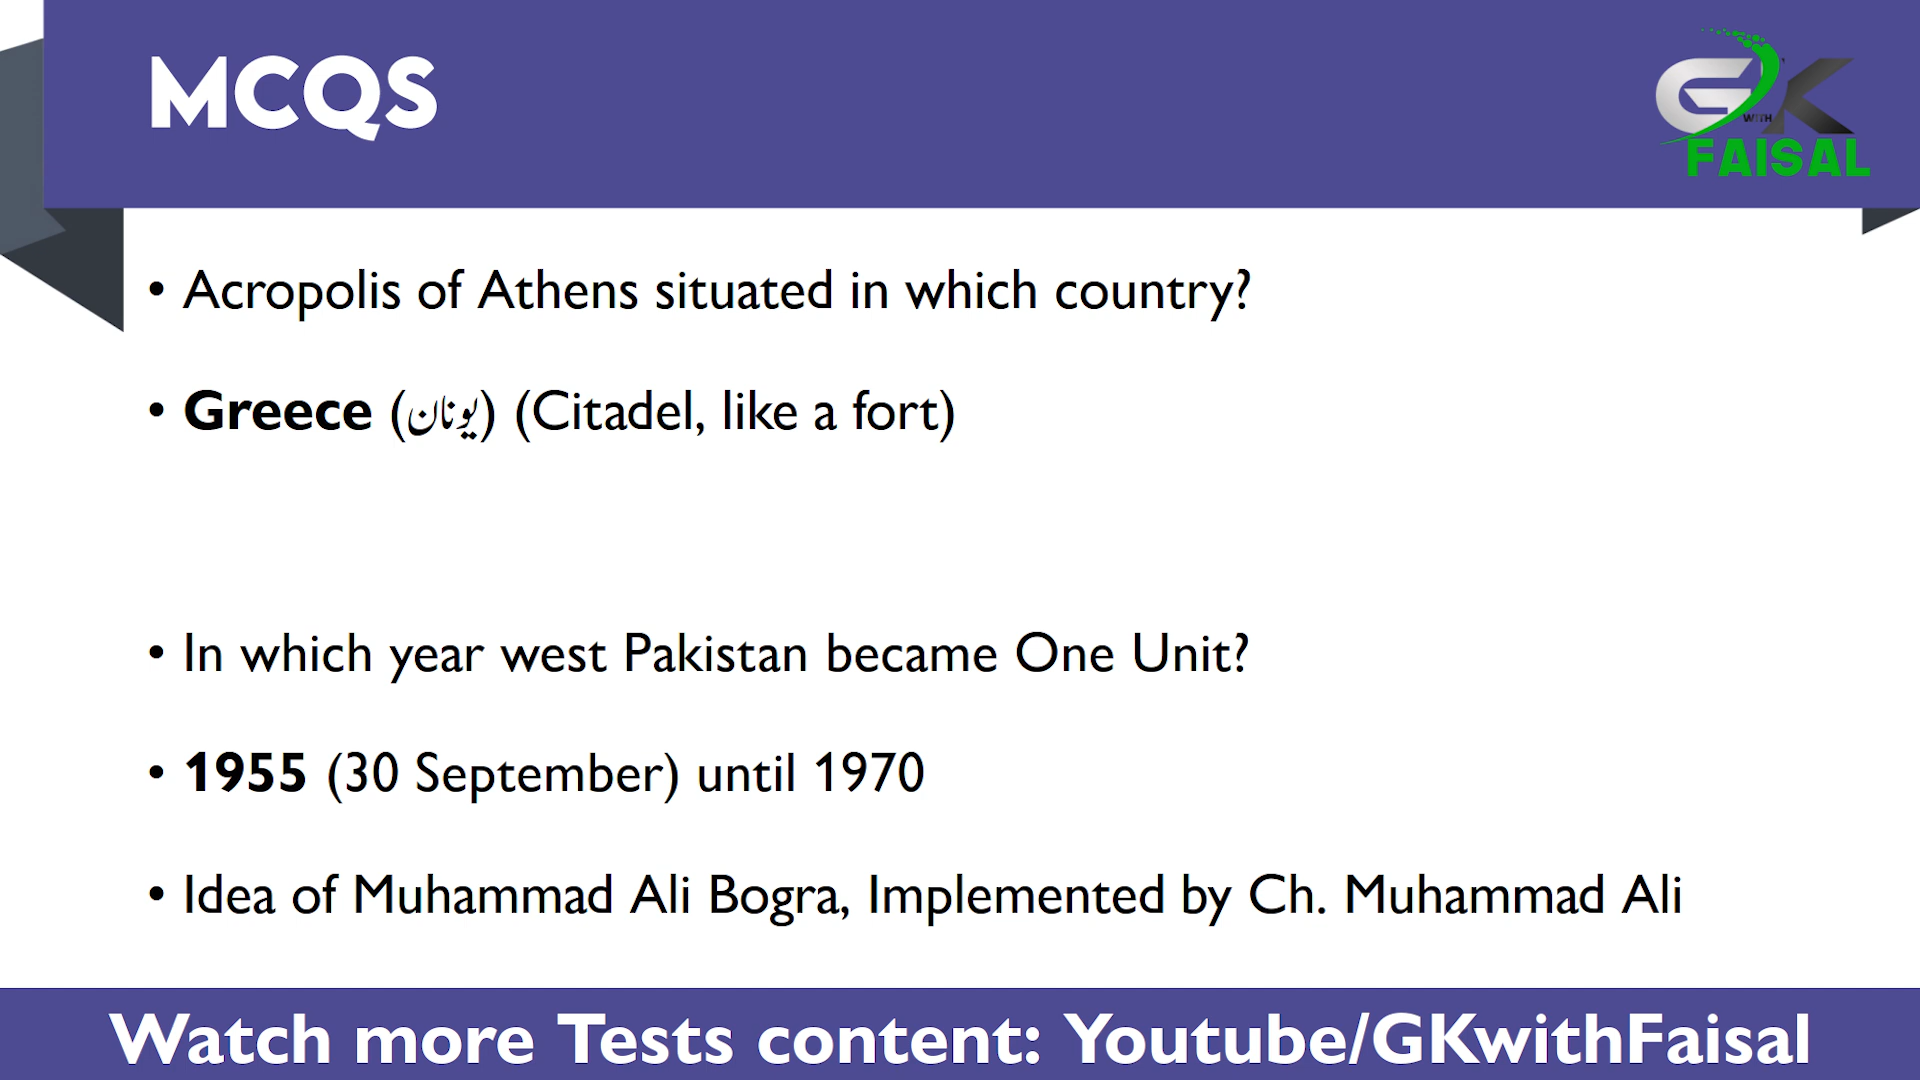 MCQS
GK
WITH
FAISAL
• Acropolis of Athens situated in which country?
• Greece (یونان) (Citadel, like a fort)
• In which year west Pakistan became One Unit?
• 1955 (30 September) until 1970
• Idea of Muhammad Ali Bogra, Implemented by Ch. Muhammad Ali
Watch more Tests content: Youtube/GKwithFaisal